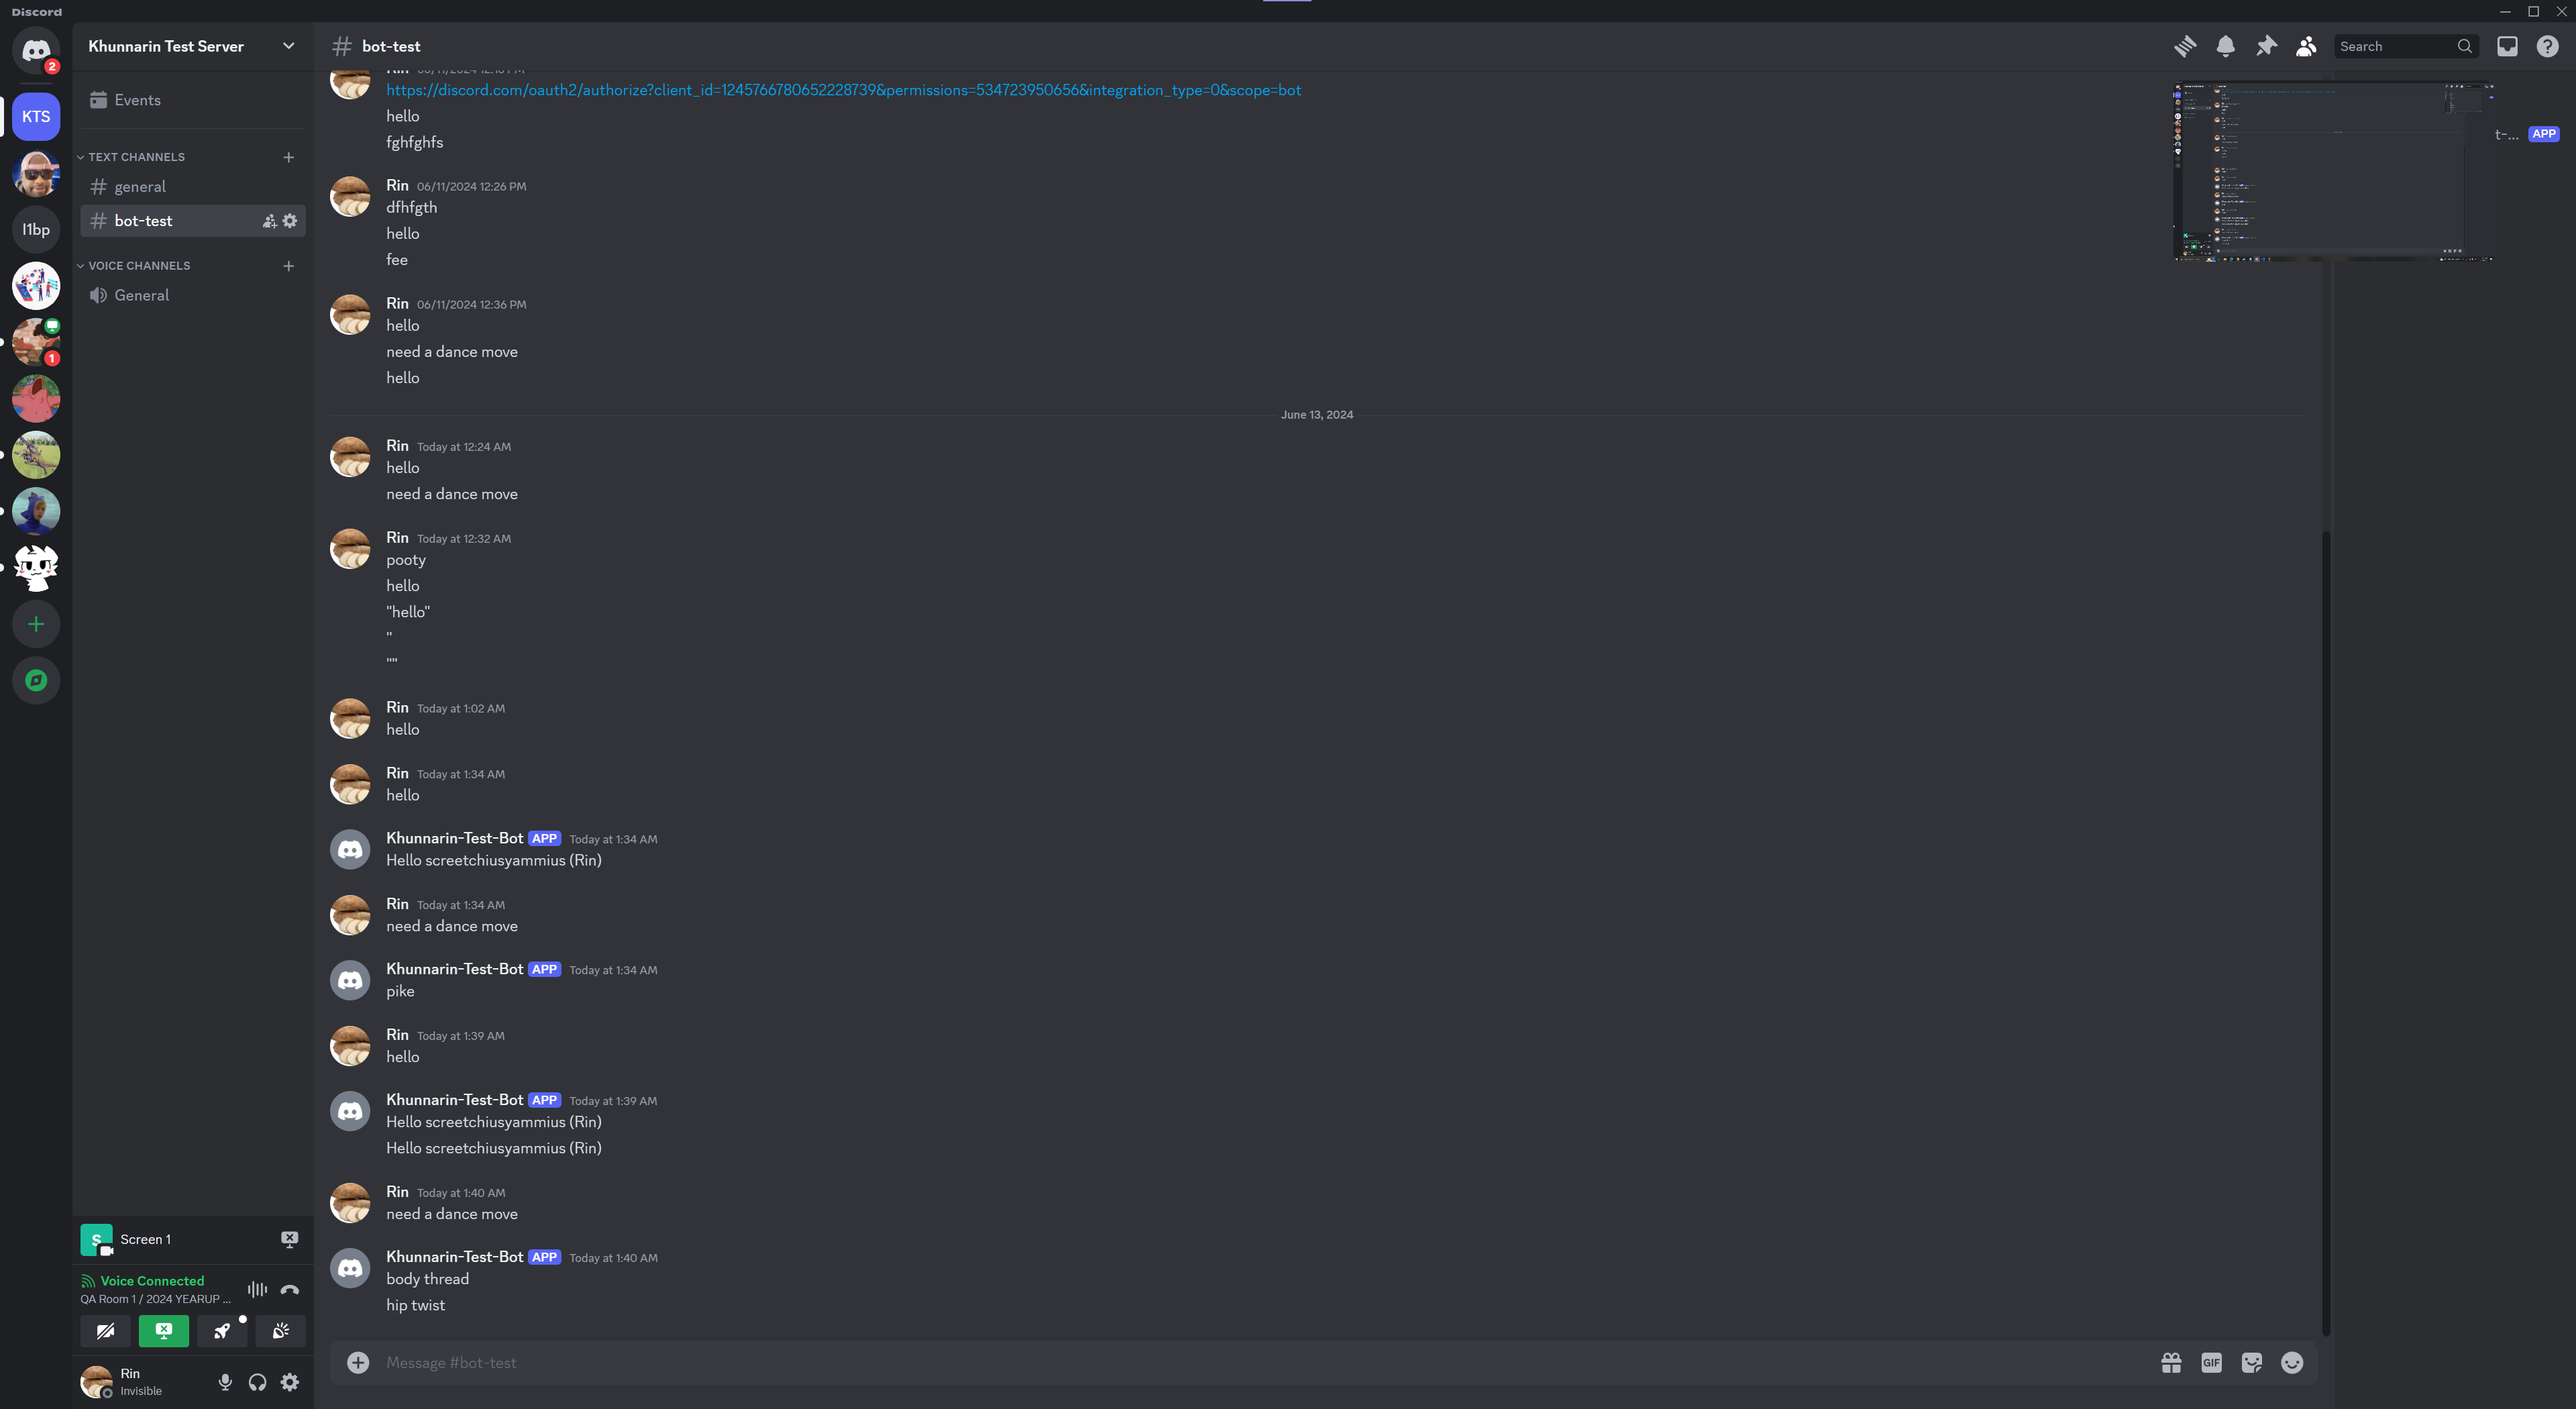 Discord
2
KTS
l1bp
1
Khunnarin Test Server
Events
TEXT CHANNELS
general
bot-test
VOICE CHANNELS
General
Screen 1
Voice Connected
QA Room 1 / 2024 YEARUP ...
Rin
Invisible
# bot-test
Search
https://discord.com/oauth2/authorize?client_id=1245766780652228739&permissions=534723950656&integration_type=0&scope=bot
hello
fghfghfs
Rin 06/11/2024 12:26 PM
dfhfgth
hello
fee
Rin 06/11/2024 12:36 PM
hello
need a dance move
hello
June 13, 2024
Rin Today at 12:24 AM
hello
need a dance move
Rin Today at 12:32 AM
pooty
hello
"hello"
"
""
Rin Today at 1:02 AM
hello
Rin Today at 1:34 AM
hello
Khunnarin-Test-Bot APP Today at 1:34 AM
Hello screetchiusyammius (Rin)
Rin Today at 1:34 AM
need a dance move
Khunnarin-Test-Bot APP Today at 1:34 AM
pike
Rin Today at 1:39 AM
hello
Khunnarin-Test-Bot APP Today at 1:39 AM
Hello screetchiusyammius (Rin)
Hello screetchiusyammius (Rin)
Rin Today at 1:40 AM
need a dance move
Khunnarin-Test-Bot APP Today at 1:40 AM
body thread
hip twist
Message #bot-test
GIF
t-... APP
S